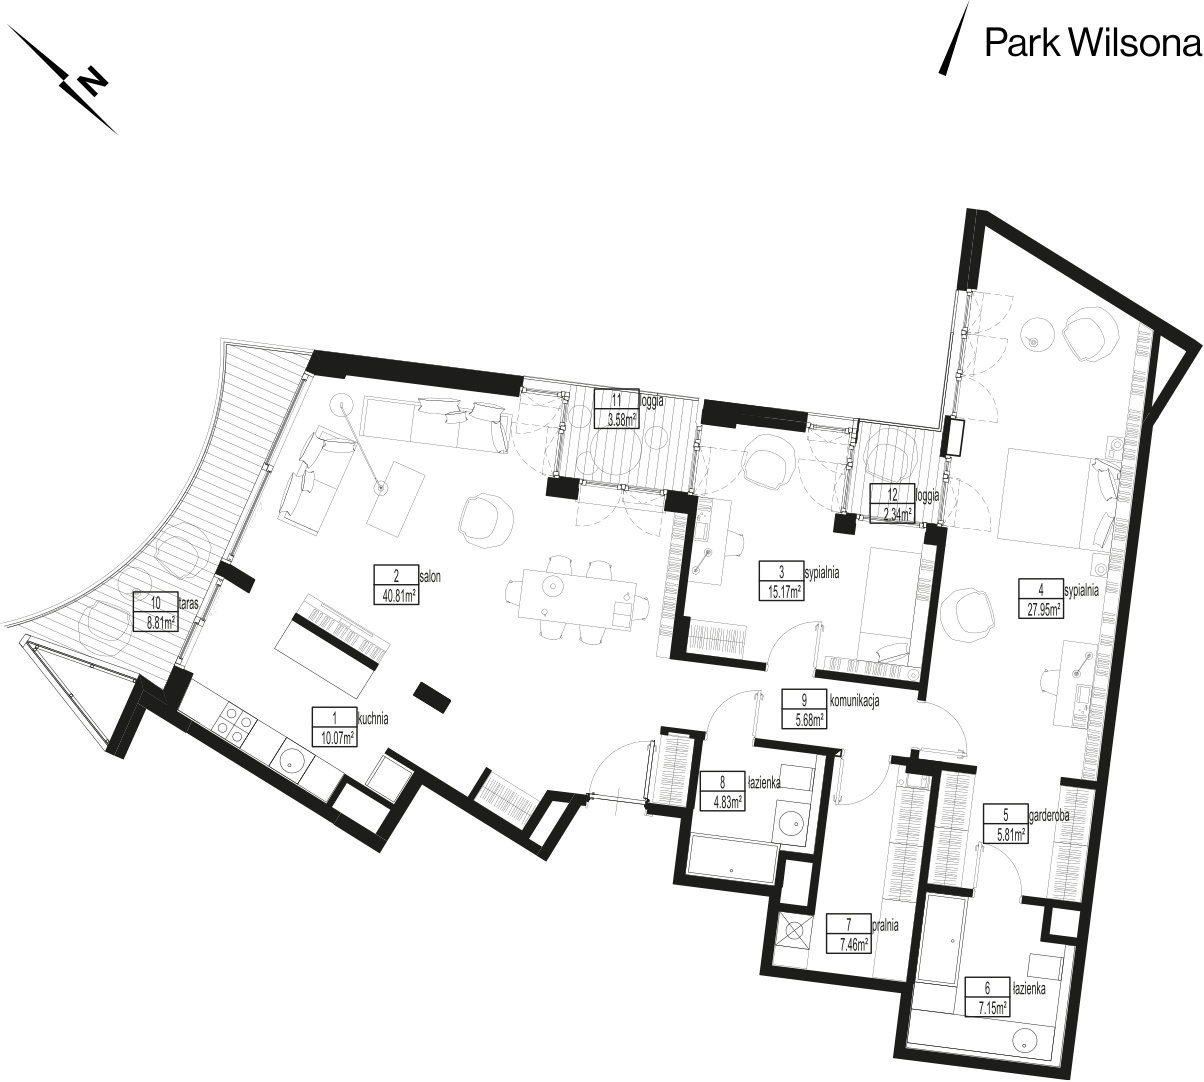 N
Park Wilsona
11 loggia
3.58m²
12 loggia
2.34m²
2 salon
40.81m²
3 sypialnia
15.17m²
4 sypialnia
27.95m²
10 taras
8.81m²
1 kuchnia
10.07m²
9 komunikacja
5.68m²
8 łazienka
4.83m²
5 garderoba
5.81m²
7 pralnia
7.46m²
6 łazienka
7.15m²